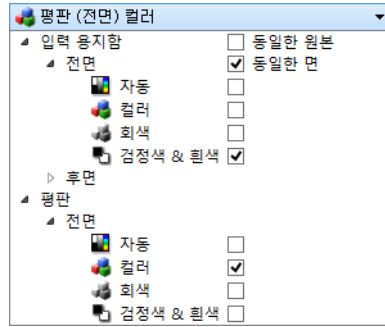 평판 (전면) 컬러
입력 용지함 동일한 원본
전면 동일한 면
자동
컬러
회색
검정색 & 흰색
후면
평판
전면
자동
컬러
회색
검정색 & 흰색